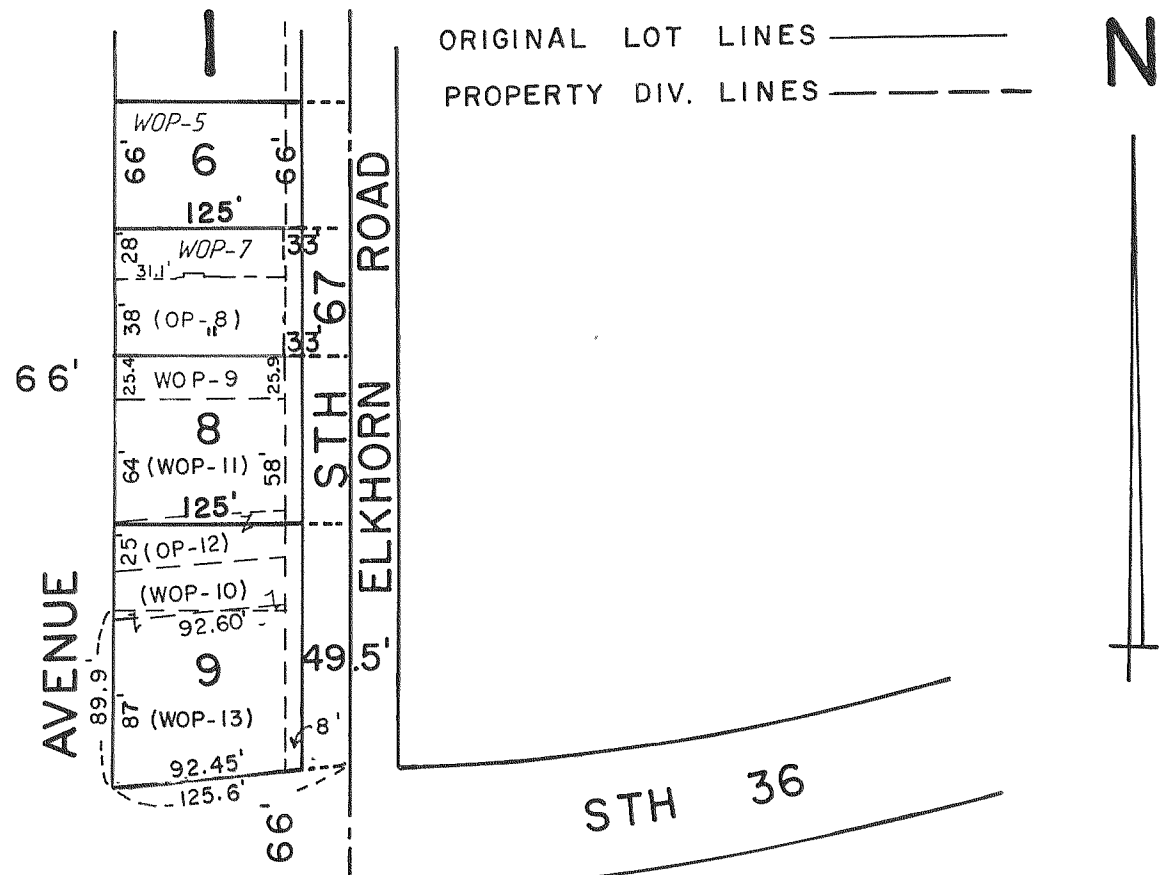 1
ORIGINAL LOT LINES
N
PROPERTY DIV. LINES
WOP-5
66'
6
66'
125'
28'
WOP-7
33'
31.1'
38'
(OP-8)
33'
66'
25.4
WOP-9
25.9
8
64'
(WOP-11)
58'
125'
STH 67
ELKHORN ROAD
25
(OP-12)
(WOP-10)
92.60'
AVENUE
89.9'
9
49.5'
87'
(WOP-13)
8'
92.45'
125.6'
66'
STH 36